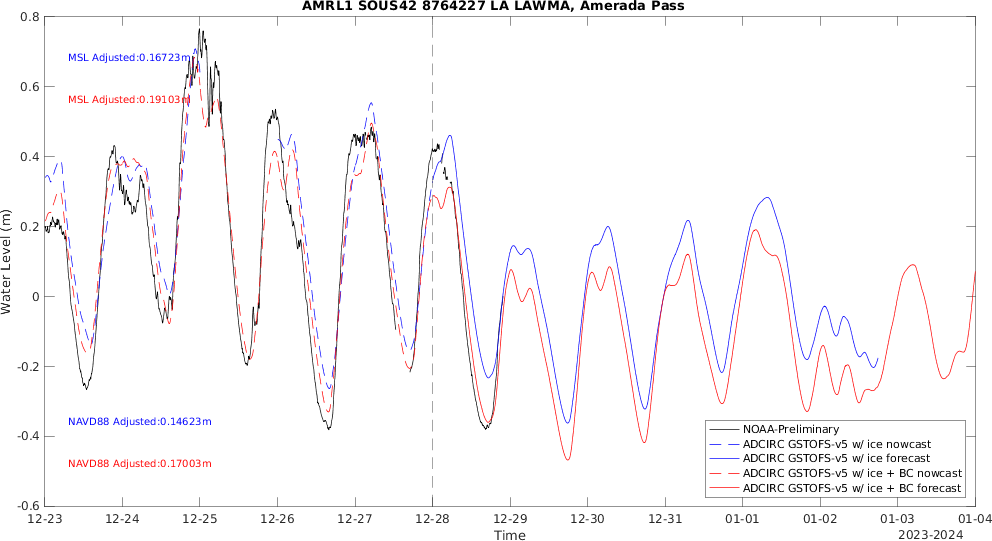 AMRL1 SOUS42 8764227 LA LAWMA, Amerada Pass
0.8
0.6
0.4
0.2
0
-0.2
-0.4
-0.6
Water Level (m)
MSL Adjusted:0.16723m
MSL Adjusted:0.19103m
NAVD88 Adjusted:0.14623m
NAVD88 Adjusted:0.17003m
NOAA-Preliminary
ADCIRC GSTOFS-v5 w/ ice nowcast
ADCIRC GSTOFS-v5 w/ ice forecast
ADCIRC GSTOFS-v5 w/ ice + BC nowcast
ADCIRC GSTOFS-v5 w/ ice + BC forecast
12-23 12-24 12-25 12-26 12-27 12-28 12-29 12-30 12-31 01-01 01-02 01-03 01-04
Time
2023-2024